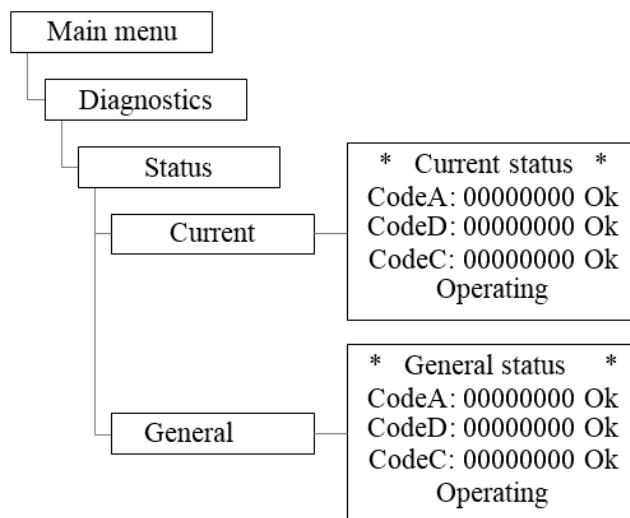 Main menu
Diagnostics
Status
Current
* Current status *
CodeA: 00000000 Ok
CodeD: 00000000 Ok
CodeC: 00000000 Ok
Operating
General
* General status *
CodeA: 00000000 Ok
CodeD: 00000000 Ok
CodeC: 00000000 Ok
Operating